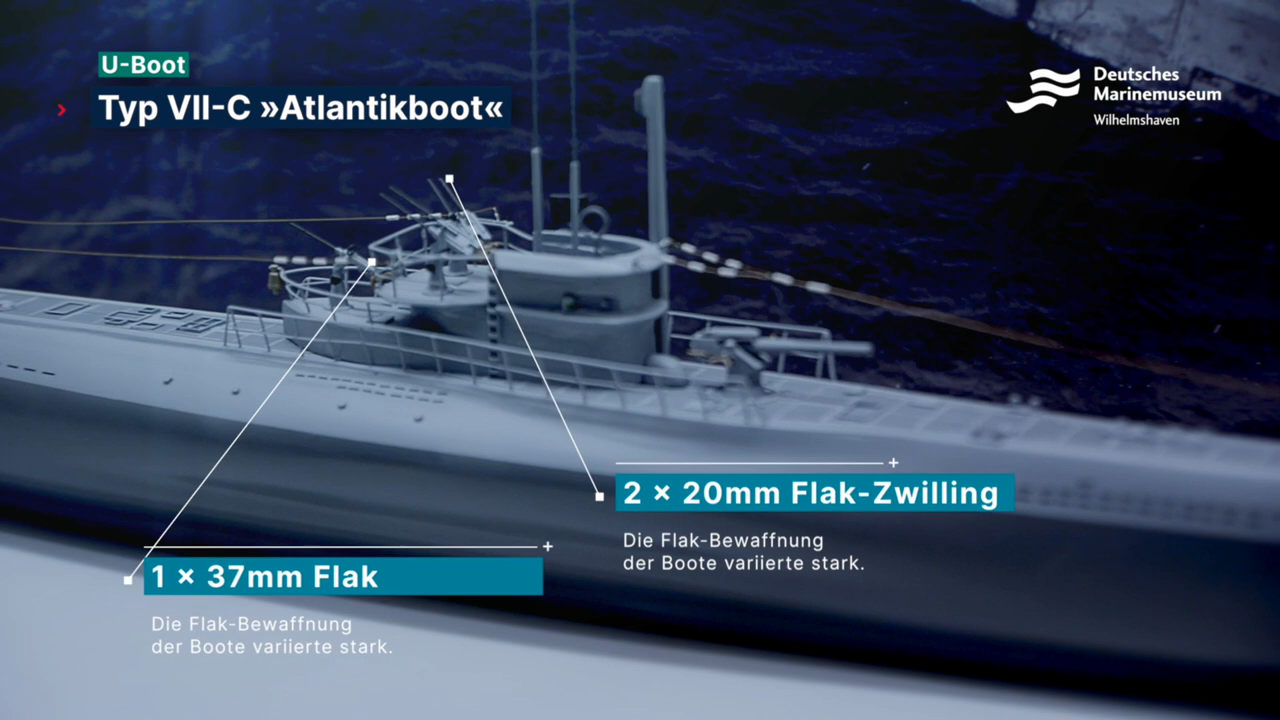 U-Boot
Typ VII-C »Atlantikboot«
Deutsches
Marinemuseum
Wilhelmshaven
2 × 20mm Flak-Zwilling
Die Flak-Bewaffnung
der Boote variierte stark.
1 × 37mm Flak
Die Flak-Bewaffnung
der Boote variierte stark.